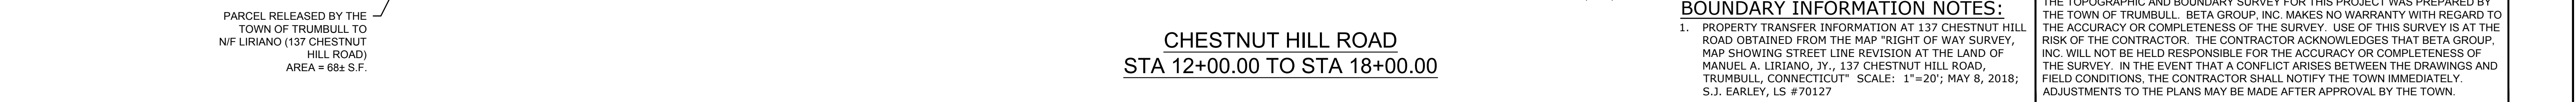 PARCEL RELEASED BY THE
TOWN OF TRUMBULL TO
N/F LIRIANO (137 CHESTNUT
HILL ROAD)
AREA = 68± S.F.
CHESTNUT HILL ROAD
STA 12+00.00 TO STA 18+00.00
BOUNDARY INFORMATION NOTES:
1. PROPERTY TRANSFER INFORMATION AT 137 CHESTNUT HILL
ROAD OBTAINED FROM THE MAP "RIGHT OF WAY SURVEY,
MAP SHOWING STREET LINE REVISION AT THE LAND OF
MANUEL A. LIRIANO, JY., 137 CHESTNUT HILL ROAD,
TRUMBULL, CONNECTICUT" SCALE: 1"=20'; MAY 8, 2018;
S.J. EARLEY, LS #70127
THE TOPOGRAPHIC AND BOUNDARY SURVEY FOR THIS PROJECT WAS PREPARED BY
THE TOWN OF TRUMBULL. BETA GROUP, INC. MAKES NO WARRANTY WITH REGARD TO
THE ACCURACY OR COMPLETENESS OF THE SURVEY. USE OF THIS SURVEY IS AT THE
RISK OF THE CONTRACTOR. THE CONTRACTOR ACKNOWLEDGES THAT BETA GROUP,
INC. WILL NOT BE HELD RESPONSIBLE FOR THE ACCURACY OR COMPLETENESS OF
THE SURVEY. IN THE EVENT THAT A CONFLICT ARISES BETWEEN THE DRAWINGS AND
FIELD CONDITIONS, THE CONTRACTOR SHALL NOTIFY THE TOWN IMMEDIATELY.
ADJUSTMENTS TO THE PLANS MAY BE MADE AFTER APPROVAL BY THE TOWN.